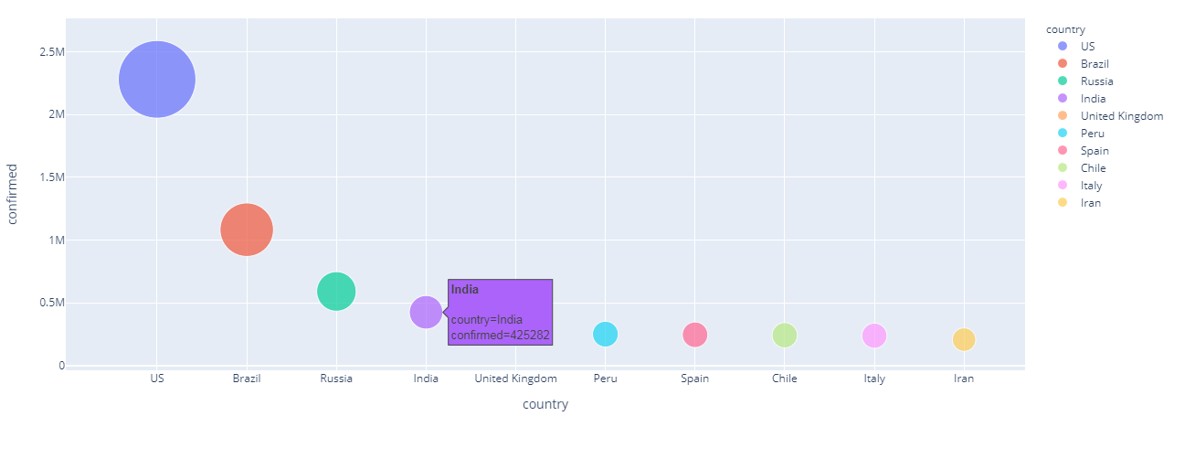 2.5M
2M
1.5M
1M
0.5M
0
confirmed
US
Brazil
Russia
India
United Kingdom
Peru
Spain
Chile
Italy
Iran
country
India
country=India
confirmed=425282
country
US
Brazil
Russia
India
United Kingdom
Peru
Spain
Chile
Italy
Iran